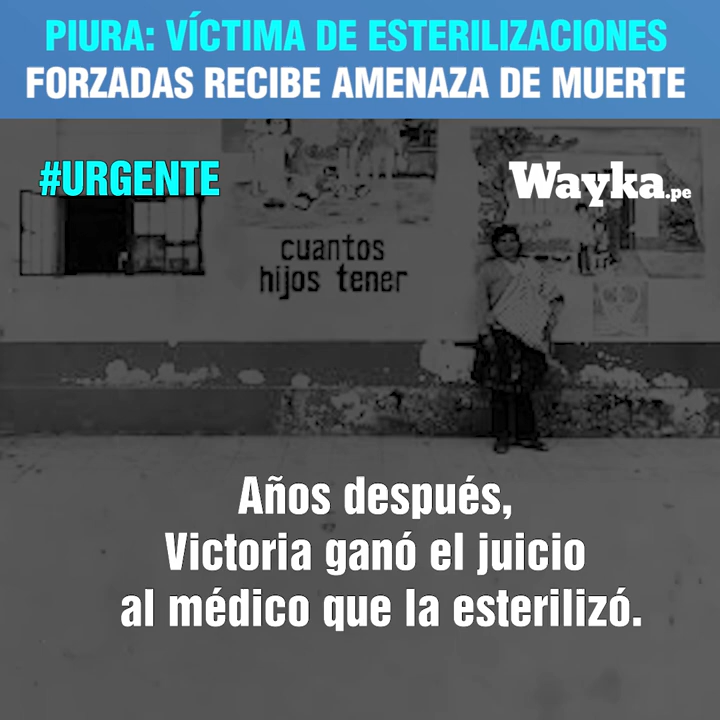 PIURA: VÍCTIMA DE ESTERILIZACIONES
FORZADAS RECIBE AMENAZA DE MUERTE
#URGENTE
Wayka.pe
cuantos
hijos tener
Años después,
Victoria ganó el juicio
al médico que la esterilizó.